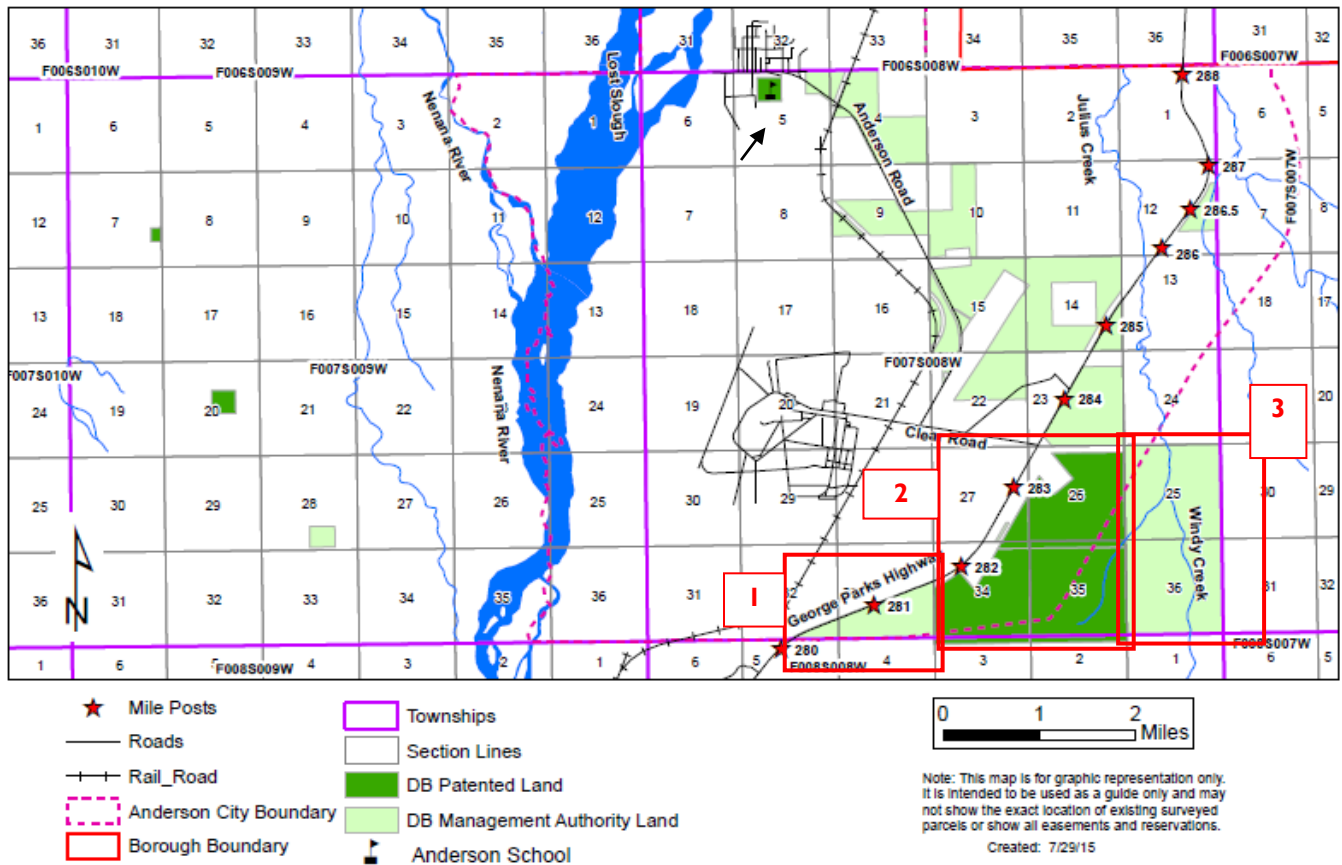 36 31 32 33 34 35 36 31 32 33 34 35 36 31 32
F006S010W F006S009W F006S008W F006S007W
Lost Slough
288
1 6 5 4 3 2 1 6 5 4 3 2 1 6 5
Nenana River
Anderson Road
Julius Creek
287
F007S007W
12 7 8 9 10 11 12 7 8 9 10 11 12 7 8
286.5
286
13 18 17 16 15 14 13 18 17 16 15 14 13 18 17
285
F007S010W F007S009W F007S008W
Nenana River
24 19 20 21 22 24 19 20 21 22 23 24 20
284
3
Clear Road
2
283
25 30 29 28 27 26 25 30 29 27 26 25 30 29
Windy Creek
282
George Parks Highway
1
281
36 31 32 33 34 35 36 31 32 34 35 36 31 32
280
F008S009W F008S008W
1 6 5 4 3 2 1 6 5 4 3 2 1 6 5
Mile Posts
Roads
Rail_Road
Anderson City Boundary
Borough Boundary
Townships
Section Lines
DB Patented Land
DB Management Authority Land
Anderson School
0 1 2
Miles
Note: This map is for graphic representation only.
It is intended to be used as a guide only and may
not show the exact location of existing surveyed
parcels or show all easements and reservations.
Created: 7/29/15
N